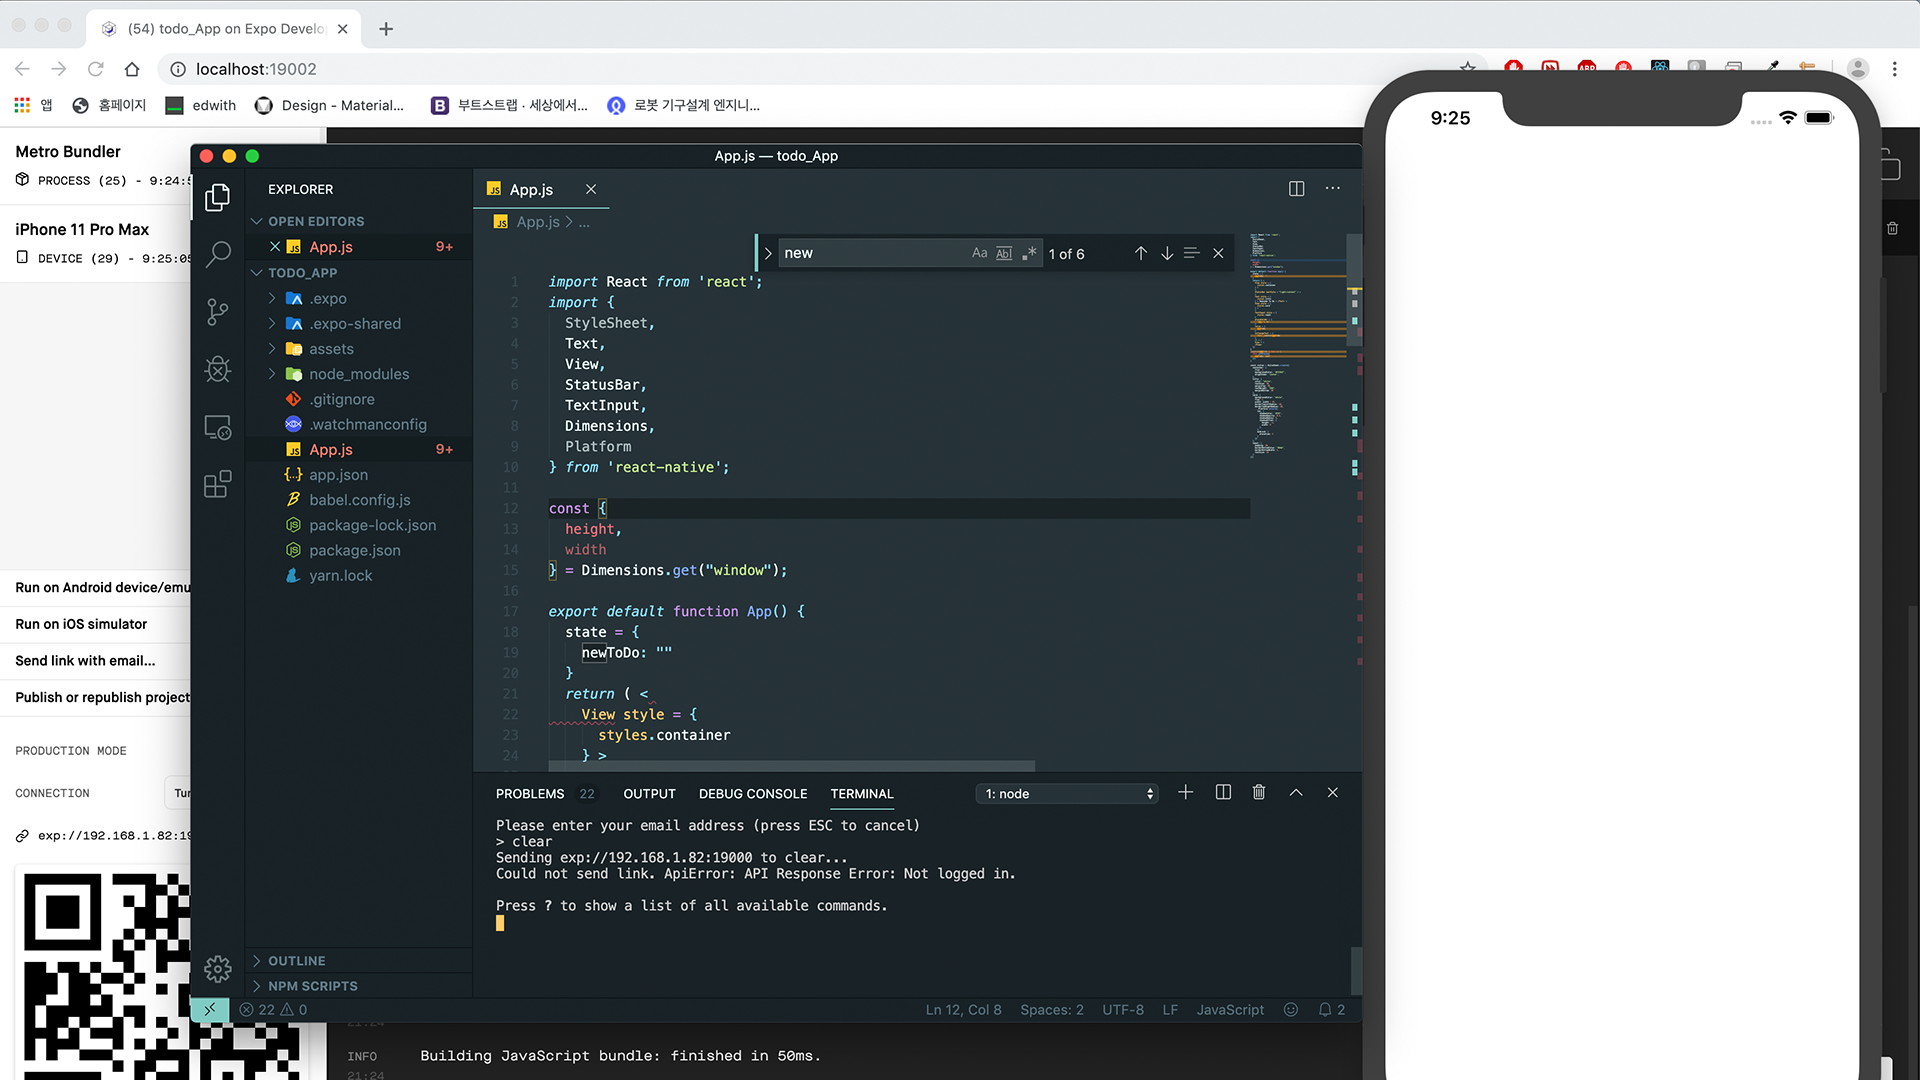 (54) todo_App on Expo Develo
localhost:19002
앱
홈페이지
edwith
Design - Material...
부트스트랩 · 세상에서...
로봇 기구설계 엔지니...
Metro Bundler
PROCESS (25) - 9:24:5
iPhone 11 Pro Max
DEVICE (29) - 9:25:05
Run on Android device/emu
Run on iOS simulator
Send link with email...
Publish or republish project
PRODUCTION MODE
CONNECTION
Tun
exp://192.168.1.82:19
App.js — todo_App
EXPLORER
OPEN EDITORS
App.js 9+
TODO_APP
.expo
.expo-shared
assets
node_modules
.gitignore
.watchmanconfig
App.js 9+
app.json
babel.config.js
package-lock.json
package.json
yarn.lock
OUTLINE
NPM SCRIPTS
App.js
App.js > ...
new
Aa Abl .*
1 of 6
1 import React from 'react';
2 import {
3 StyleSheet,
4 Text,
5 View,
6 StatusBar,
7 TextInput,
8 Dimensions,
9 Platform
10 } from 'react-native';
11
12 const {
13 height,
14 width
15 } = Dimensions.get("window");
16
17 export default function App() {
18 state = {
19 newToDo: ""
20 }
21 return ( <
22 View style = {
23 styles.container
24 } >
PROBLEMS 22 OUTPUT DEBUG CONSOLE TERMINAL
1: node
Please enter your email address (press ESC to cancel)
> clear
Sending exp://192.168.1.82:19000 to clear...
Could not send link. ApiError: API Response Error: Not logged in.
Press ? to show a list of all available commands.
22 0
Ln 12, Col 8 Spaces: 2 UTF-8 LF JavaScript 2
21:24
INFO Building JavaScript bundle: finished in 50ms.
21:24
9:25